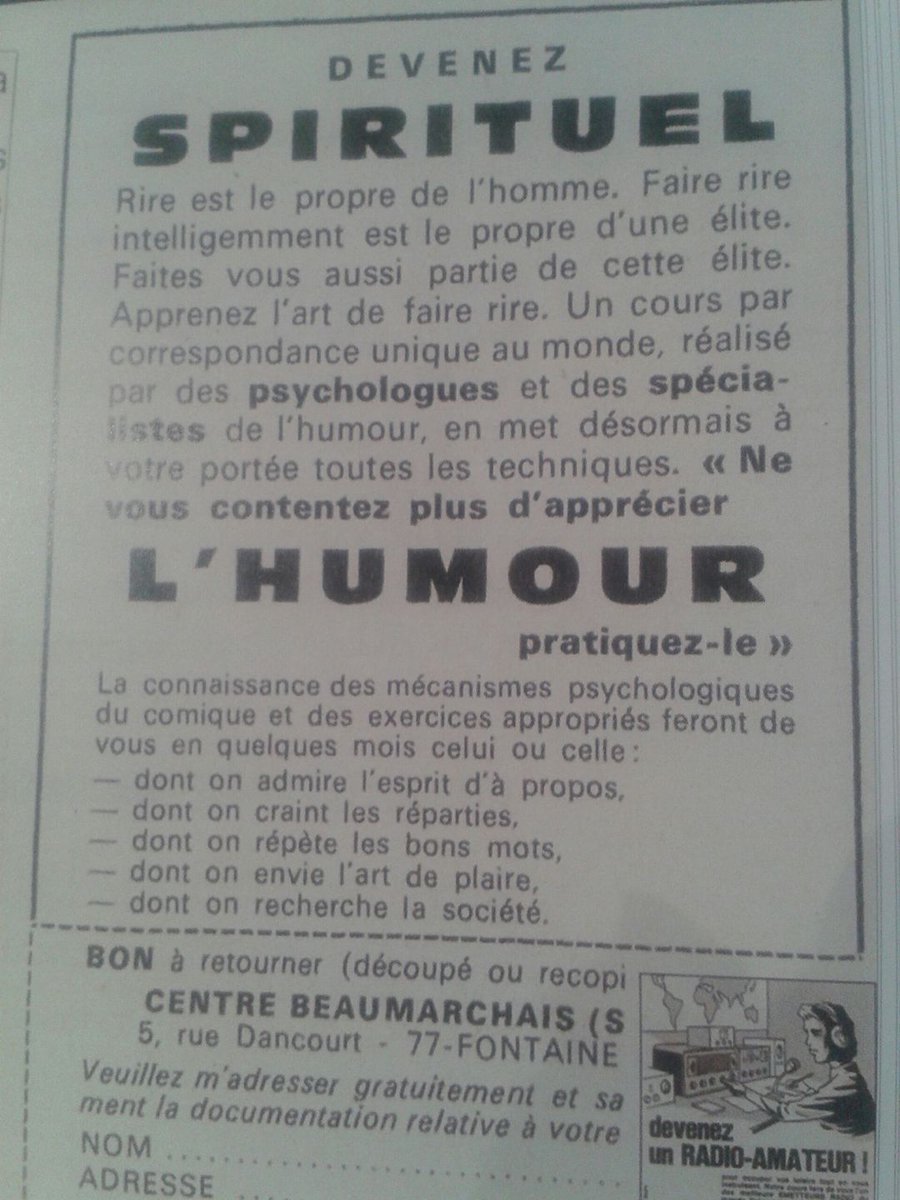 DEVENEZ
SPIRITUEL
Rire est le propre de l'homme. Faire rire
intelligemment est le propre d'une élite.
Faites vous aussi partie de cette élite.
Apprenez l'art de faire rire. Un cours par
correspondance unique au monde, réalisé
par des psychologues et des spécia-
listes de l'humour, en met désormais à
votre portée toutes les techniques. « Ne
vous contentez plus d'apprécier
L'HUMOUR
pratiquez-le »
La connaissance des mécanismes psychologiques
du comique et des exercices appropriés feront de
vous en quelques mois celui ou celle :
— dont on admire l'esprit d'à propos,
— dont on craint les réparties,
— dont on répète les bons mots,
— dont on envie l'art de plaire,
— dont on recherche la société.
BON à retourner (découpé ou recopi
CENTRE BEAUMARCHAIS (S
5, rue Dancourt - 77-FONTAINE
Veuillez m'adresser gratuitement et sa
ment la documentation relative à votre
NOM ..............
ADRESSE ..........
devenez
un RADIO-AMATEUR !